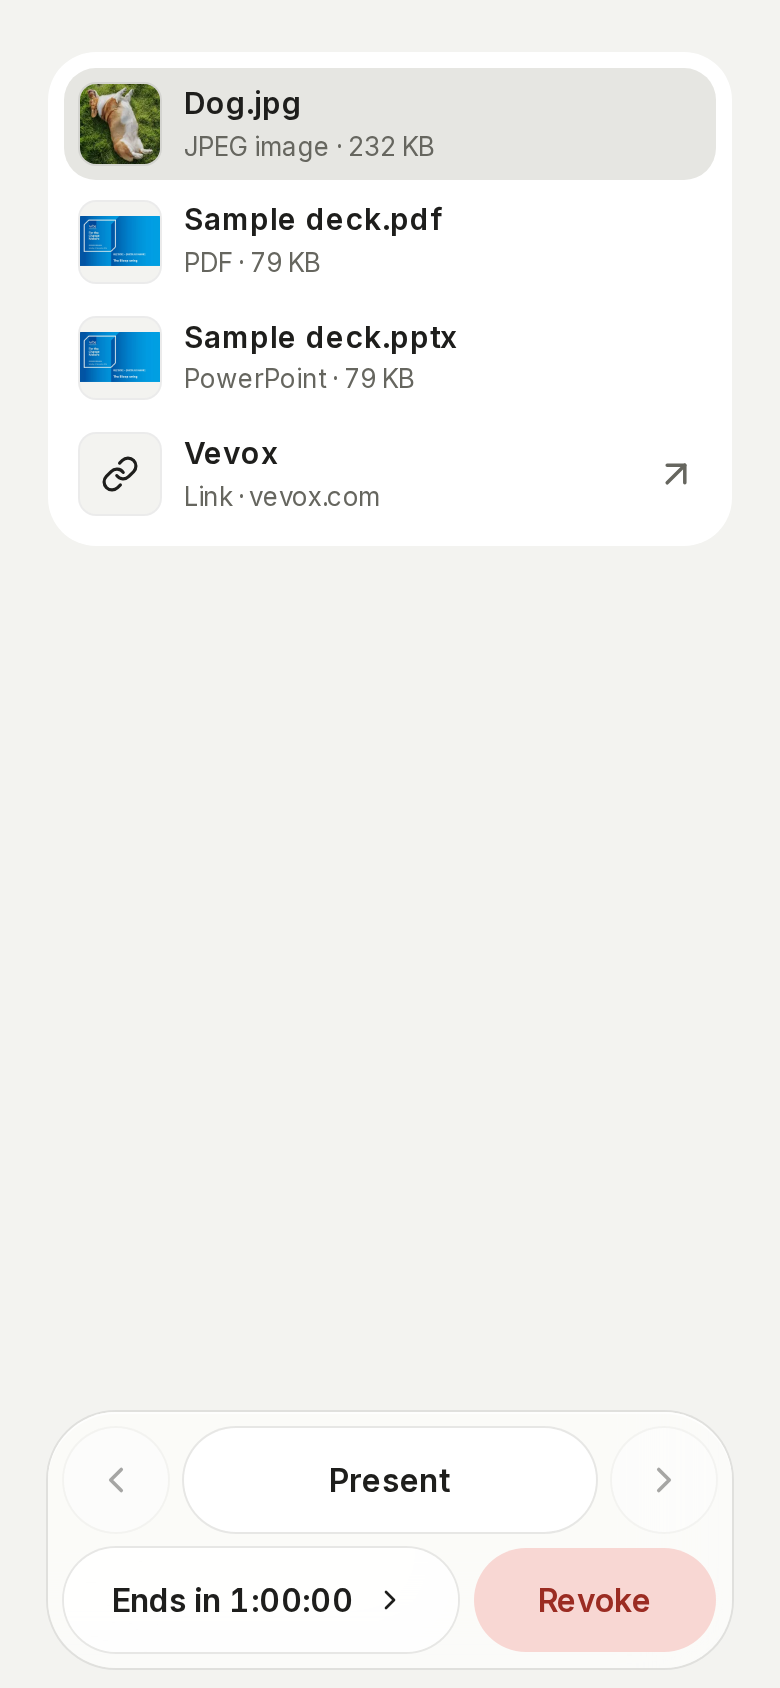 Dog.jpg
JPEG image · 232 KB
Sample deck.pdf
PDF · 79 KB
Sample deck.pptx
PowerPoint · 79 KB
Vevox
Link · vevox.com
Present
Ends in 1:00:00
Revoke